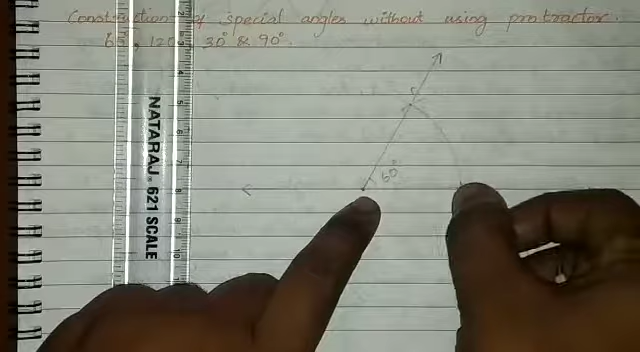 Construction of special angles without using protractor.
60°, 120°, 30° & 90°.
NATARAJ 621 SCALE
60°